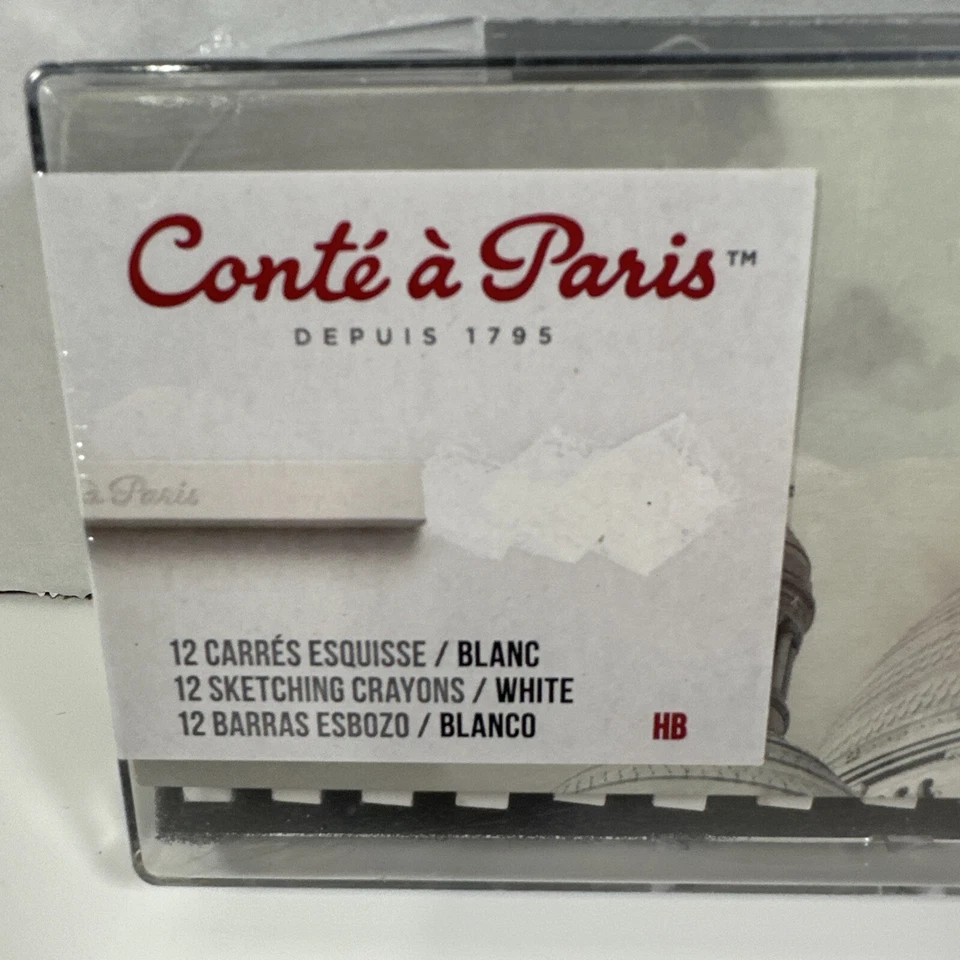 Conté à Paris™
DEPUIS 1795
à Paris
12 CARRÉS ESQUISSE / BLANC
12 SKETCHING CRAYONS / WHITE
12 BARRAS ESBOZO / BLANCO
HB